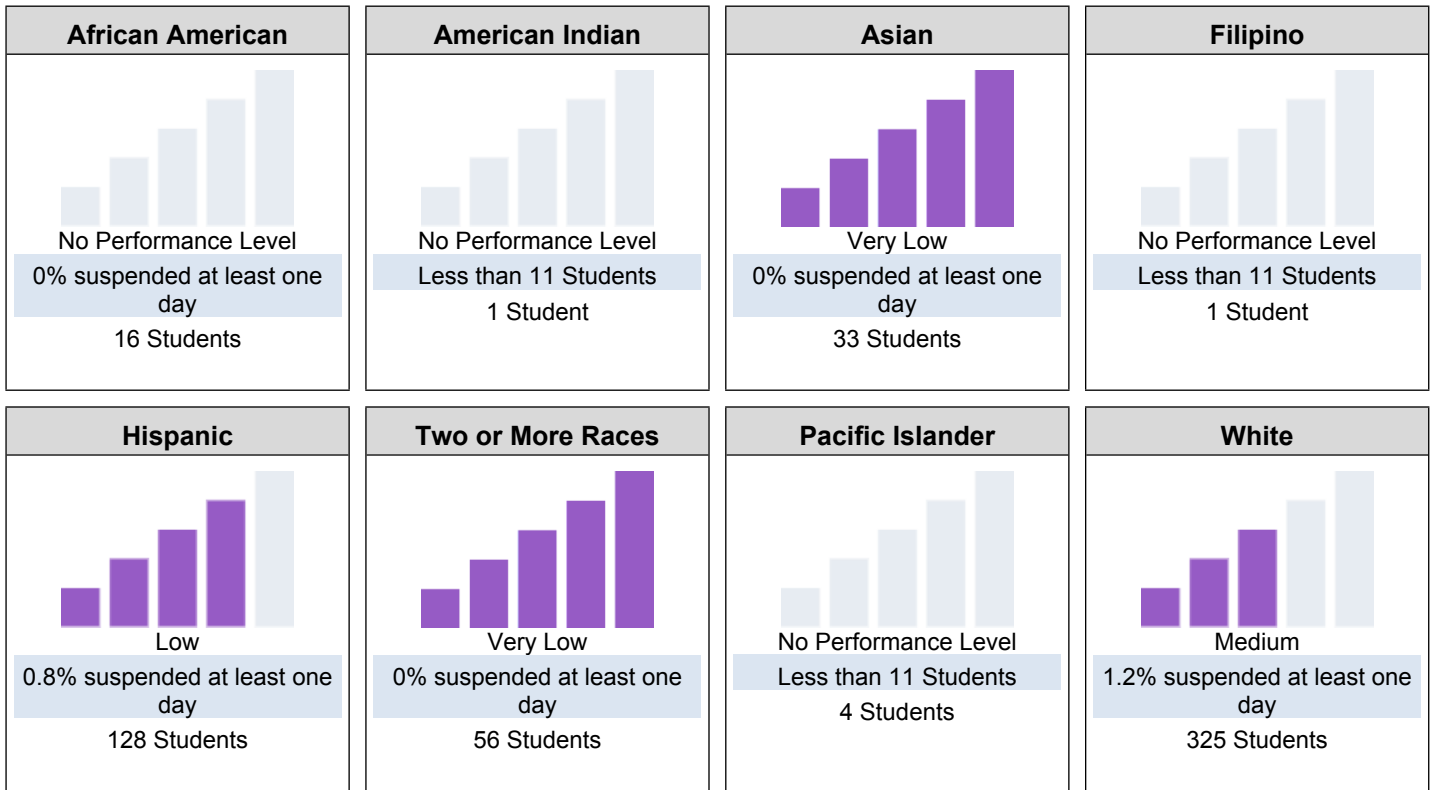 African American
No Performance Level
0% suspended at least one
day
16 Students
American Indian
No Performance Level
Less than 11 Students
1 Student
Asian
Very Low
0% suspended at least one
day
33 Students
Filipino
No Performance Level
Less than 11 Students
1 Student
Hispanic
Low
0.8% suspended at least one
day
128 Students
Two or More Races
Very Low
0% suspended at least one
day
56 Students
Pacific Islander
No Performance Level
Less than 11 Students
4 Students
White
Medium
1.2% suspended at least one
day
325 Students